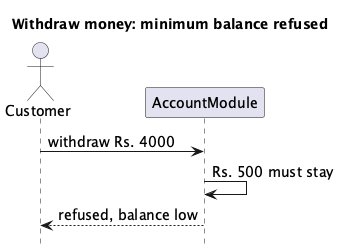 Withdraw money: minimum balance refused
Customer
AccountModule
withdraw Rs. 4000
Rs. 500 must stay
refused, balance low